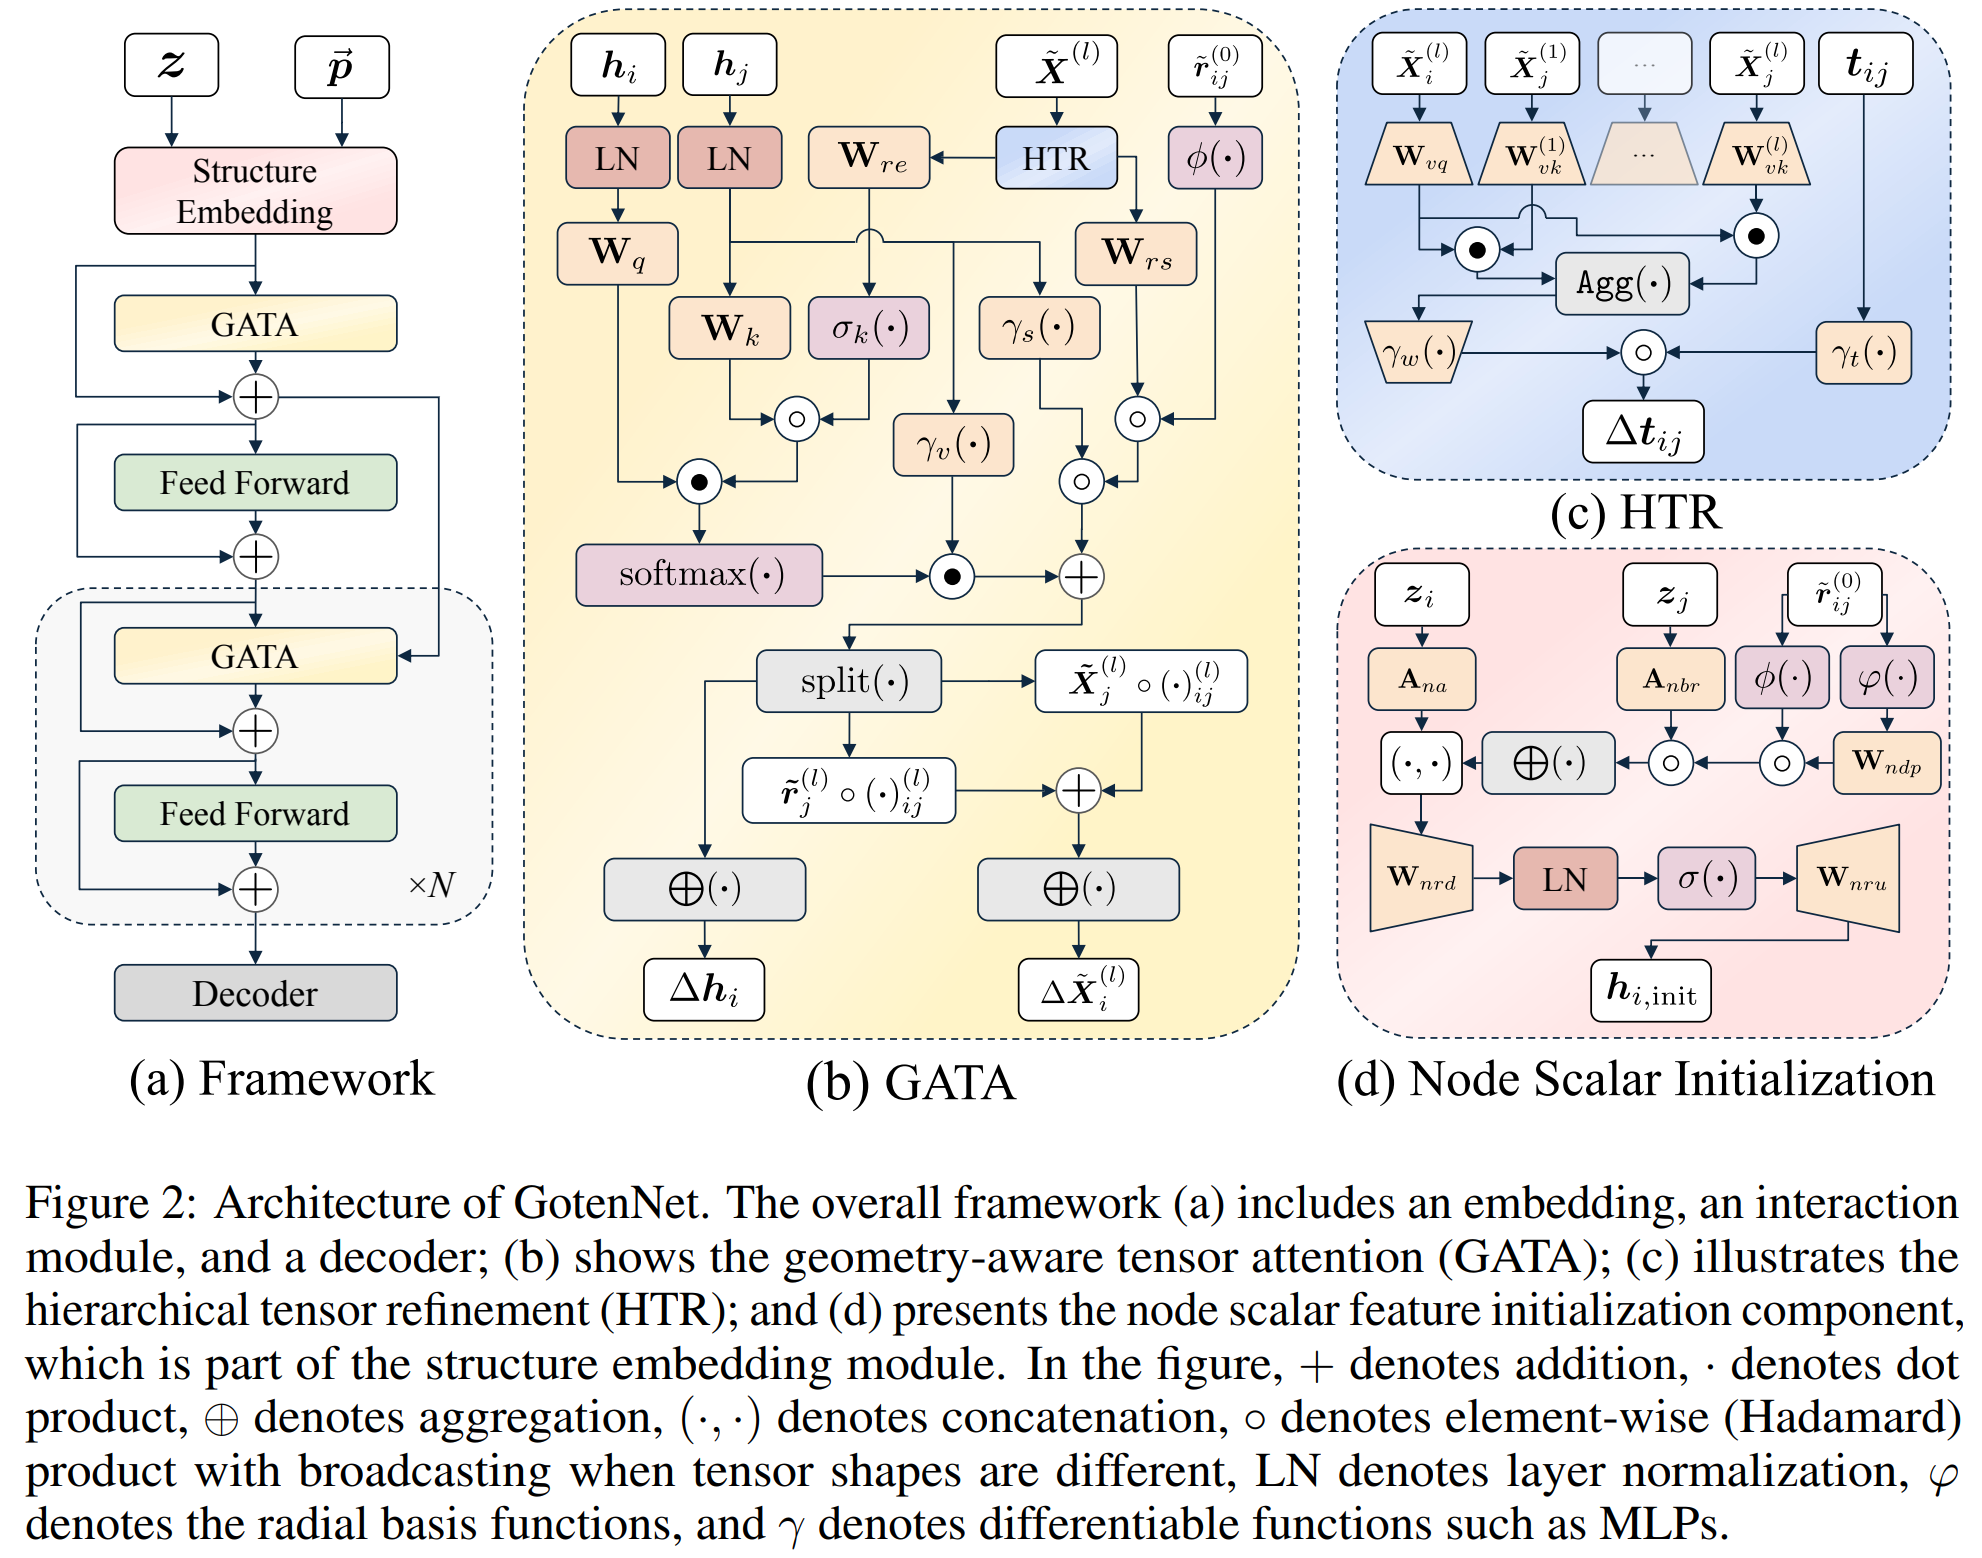 z
p⃗
Structure
Embedding
GATA
Feed Forward
GATA
Feed Forward
×N
Decoder
(a) Framework
h_i
h_j
X̃^(l)
r̃_ij^(0)
LN
LN
W_re
HTR
ϕ(·)
W_q
W_rs
W_k
σ_k(·)
γ_s(·)
γ_v(·)
softmax(·)
split(·)
X̃_j^(l) ∘ (·)_ij^(l)
r̃_j^(l) ∘ (·)_ij^(l)
⊕(·)
⊕(·)
Δh_i
ΔX̃_i^(l)
(b) GATA
X̃_i^(l)
X̃_j^(1)
...
X̃_j^(l)
t_ij
W_vq
W_vk^(1)
...
W_vk^(l)
Agg(·)
γ_w(·)
γ_t(·)
Δt_ij
(c) HTR
z_i
z_j
r̃_ij^(0)
A_na
A_nbr
ϕ(·)
φ(·)
(·,·)
⊕(·)
W_ndp
W_nrd
LN
σ(·)
W_nru
h_i,init
(d) Node Scalar Initialization
Figure 2: Architecture of GotenNet. The overall framework (a) includes an embedding, an interaction
module, and a decoder; (b) shows the geometry-aware tensor attention (GATA); (c) illustrates the
hierarchical tensor refinement (HTR); and (d) presents the node scalar feature initialization component,
which is part of the structure embedding module. In the figure, + denotes addition, · denotes dot
product, ⊕ denotes aggregation, (·, ·) denotes concatenation, ∘ denotes element-wise (Hadamard)
product with broadcasting when tensor shapes are different, LN denotes layer normalization, φ
denotes the radial basis functions, and γ denotes differentiable functions such as MLPs.